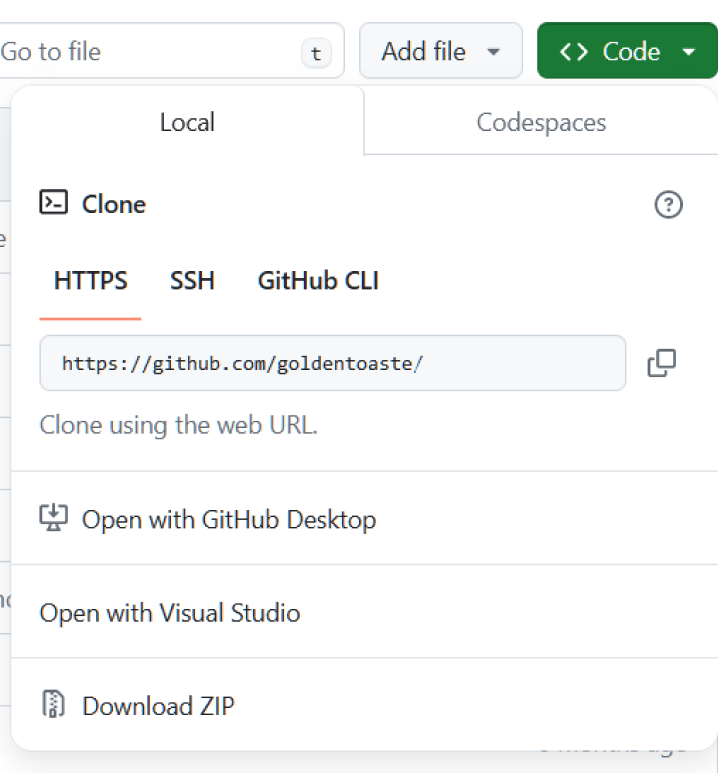 Go to file
t
Add file
Code
Local
Codespaces
Clone
HTTPS
SSH
GitHub CLI
https://github.com/goldentoaste/
Clone using the web URL.
Open with GitHub Desktop
Open with Visual Studio
Download ZIP